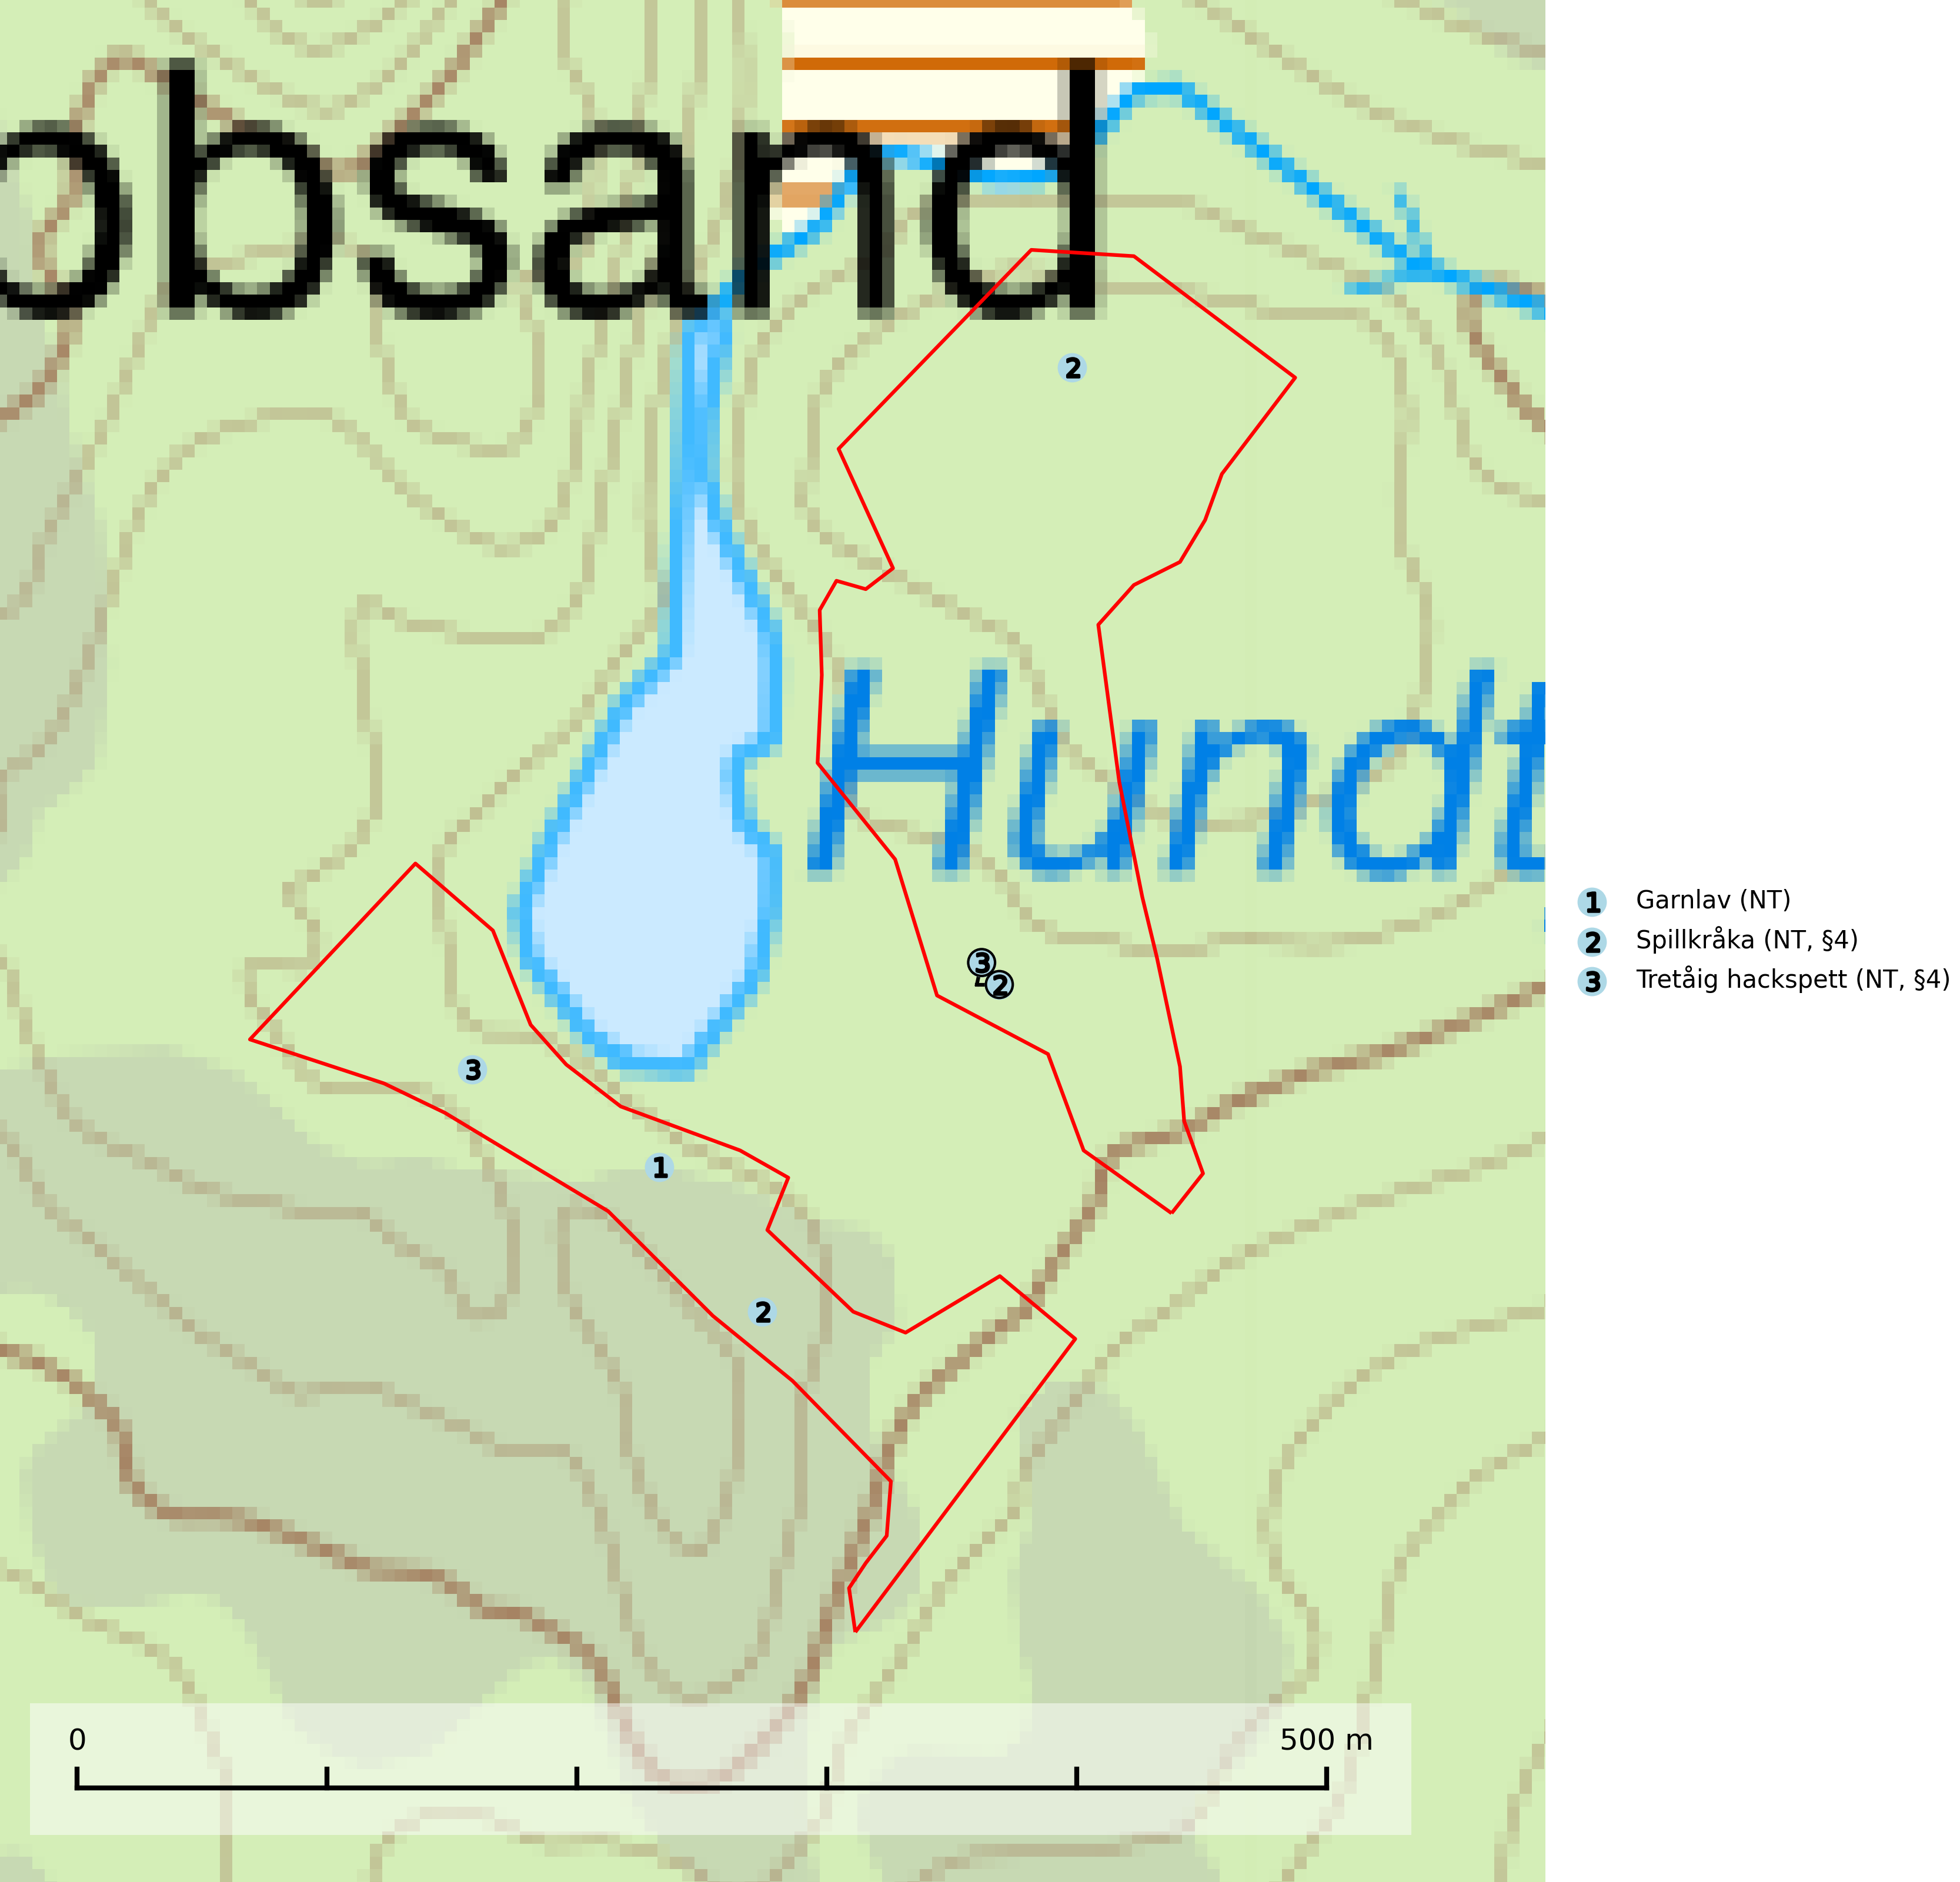 obsand
2
Hundt
3
2
3
1
2
1 Garnlav (NT)
2 Spillkråka (NT, §4)
3 Tretåig hackspett (NT, §4)
0 500 m